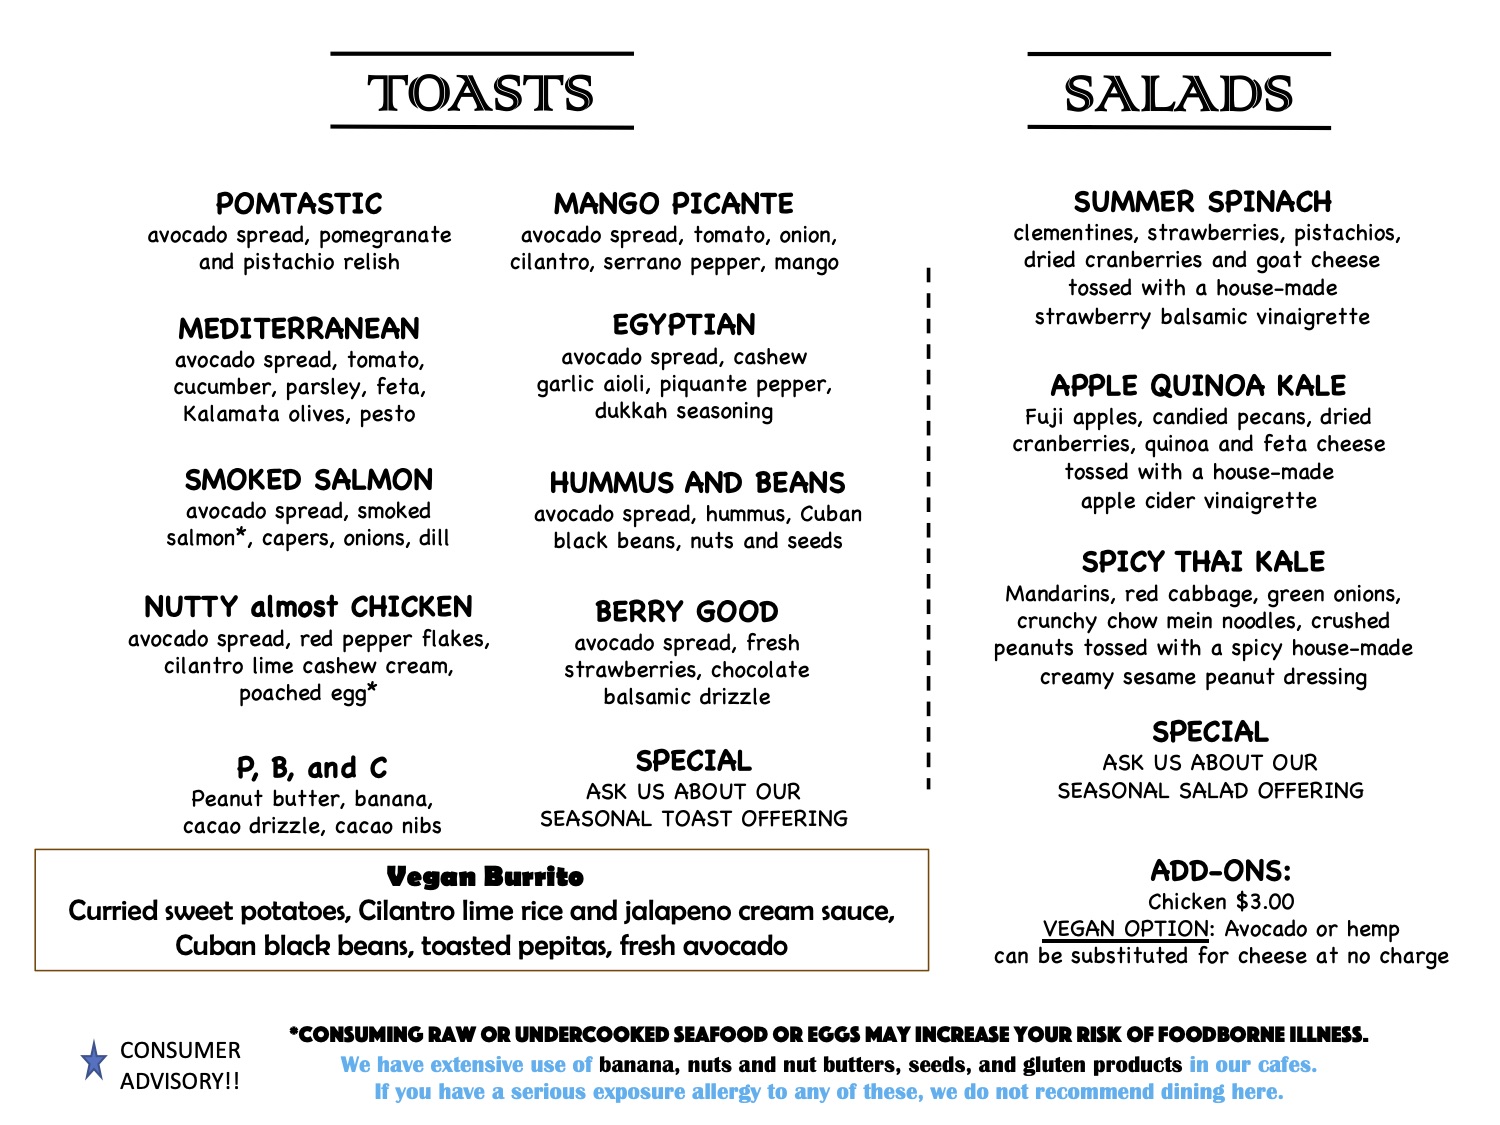 TOASTS
POMTASTIC
avocado spread, pomegranate
and pistachio relish
MEDITERRANEAN
avocado spread, tomato,
cucumber, parsley, feta,
Kalamata olives, pesto
SMOKED SALMON
avocado spread, smoked
salmon*, capers, onions, dill
NUTTY almost CHICKEN
avocado spread, red pepper flakes,
cilantro lime cashew cream,
poached egg*
P, B, and C
Peanut butter, banana,
cacao drizzle, cacao nibs
MANGO PICANTE
avocado spread, tomato, onion,
cilantro, serrano pepper, mango
EGYPTIAN
avocado spread, cashew
garlic aioli, piquante pepper,
dukkah seasoning
HUMMUS AND BEANS
avocado spread, hummus, Cuban
black beans, nuts and seeds
BERRY GOOD
avocado spread, fresh
strawberries, chocolate
balsamic drizzle
SPECIAL
ASK US ABOUT OUR
SEASONAL TOAST OFFERING
Vegan Burrito
Curried sweet potatoes, Cilantro lime rice and jalapeno cream sauce,
Cuban black beans, toasted pepitas, fresh avocado
SALADS
SUMMER SPINACH
clementines, strawberries, pistachios,
dried cranberries and goat cheese
tossed with a house-made
strawberry balsamic vinaigrette
APPLE QUINOA KALE
Fuji apples, candied pecans, dried
cranberries, quinoa and feta cheese
tossed with a house-made
apple cider vinaigrette
SPICY THAI KALE
Mandarins, red cabbage, green onions,
crunchy chow mein noodles, crushed
peanuts tossed with a spicy house-made
creamy sesame peanut dressing
SPECIAL
ASK US ABOUT OUR
SEASONAL SALAD OFFERING
ADD-ONS:
Chicken $3.00
VEGAN OPTION: Avocado or hemp
can be substituted for cheese at no charge
CONSUMER
ADVISORY!!
*CONSUMING RAW OR UNDERCOOKED SEAFOOD OR EGGS MAY INCREASE YOUR RISK OF FOODBORNE ILLNESS.
We have extensive use of banana, nuts and nut butters, seeds, and gluten products in our cafes.
If you have a serious exposure allergy to any of these, we do not recommend dining here.